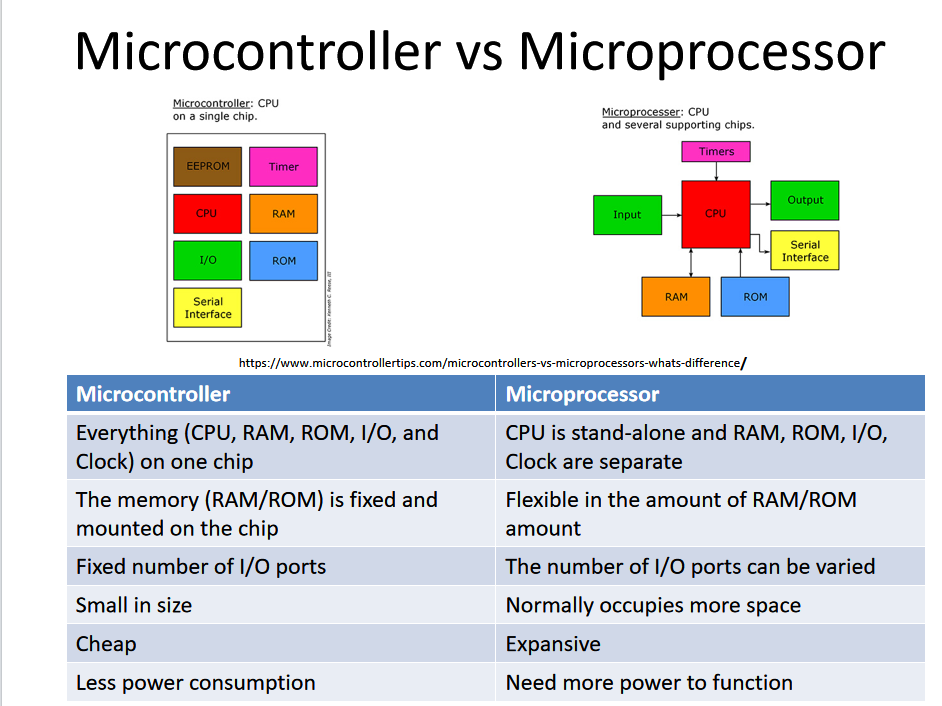 Microcontroller vs Microprocessor
Microcontroller: CPU
on a single chip.
EEPROM
Timer
CPU
RAM
I/O
ROM
Serial
Interface
Image Credit: Kenneth C. Reese, III
Microprocesser: CPU
and several supporting chips.
Timers
Input
CPU
Output
Serial
Interface
RAM
ROM
https://www.microcontrollertips.com/microcontrollers-vs-microprocessors-whats-difference/
Microcontroller
Microprocessor
Everything (CPU, RAM, ROM, I/O, and
Clock) on one chip
CPU is stand-alone and RAM, ROM, I/O,
Clock are separate
The memory (RAM/ROM) is fixed and
mounted on the chip
Flexible in the amount of RAM/ROM
amount
Fixed number of I/O ports
The number of I/O ports can be varied
Small in size
Normally occupies more space
Cheap
Expansive
Less power consumption
Need more power to function